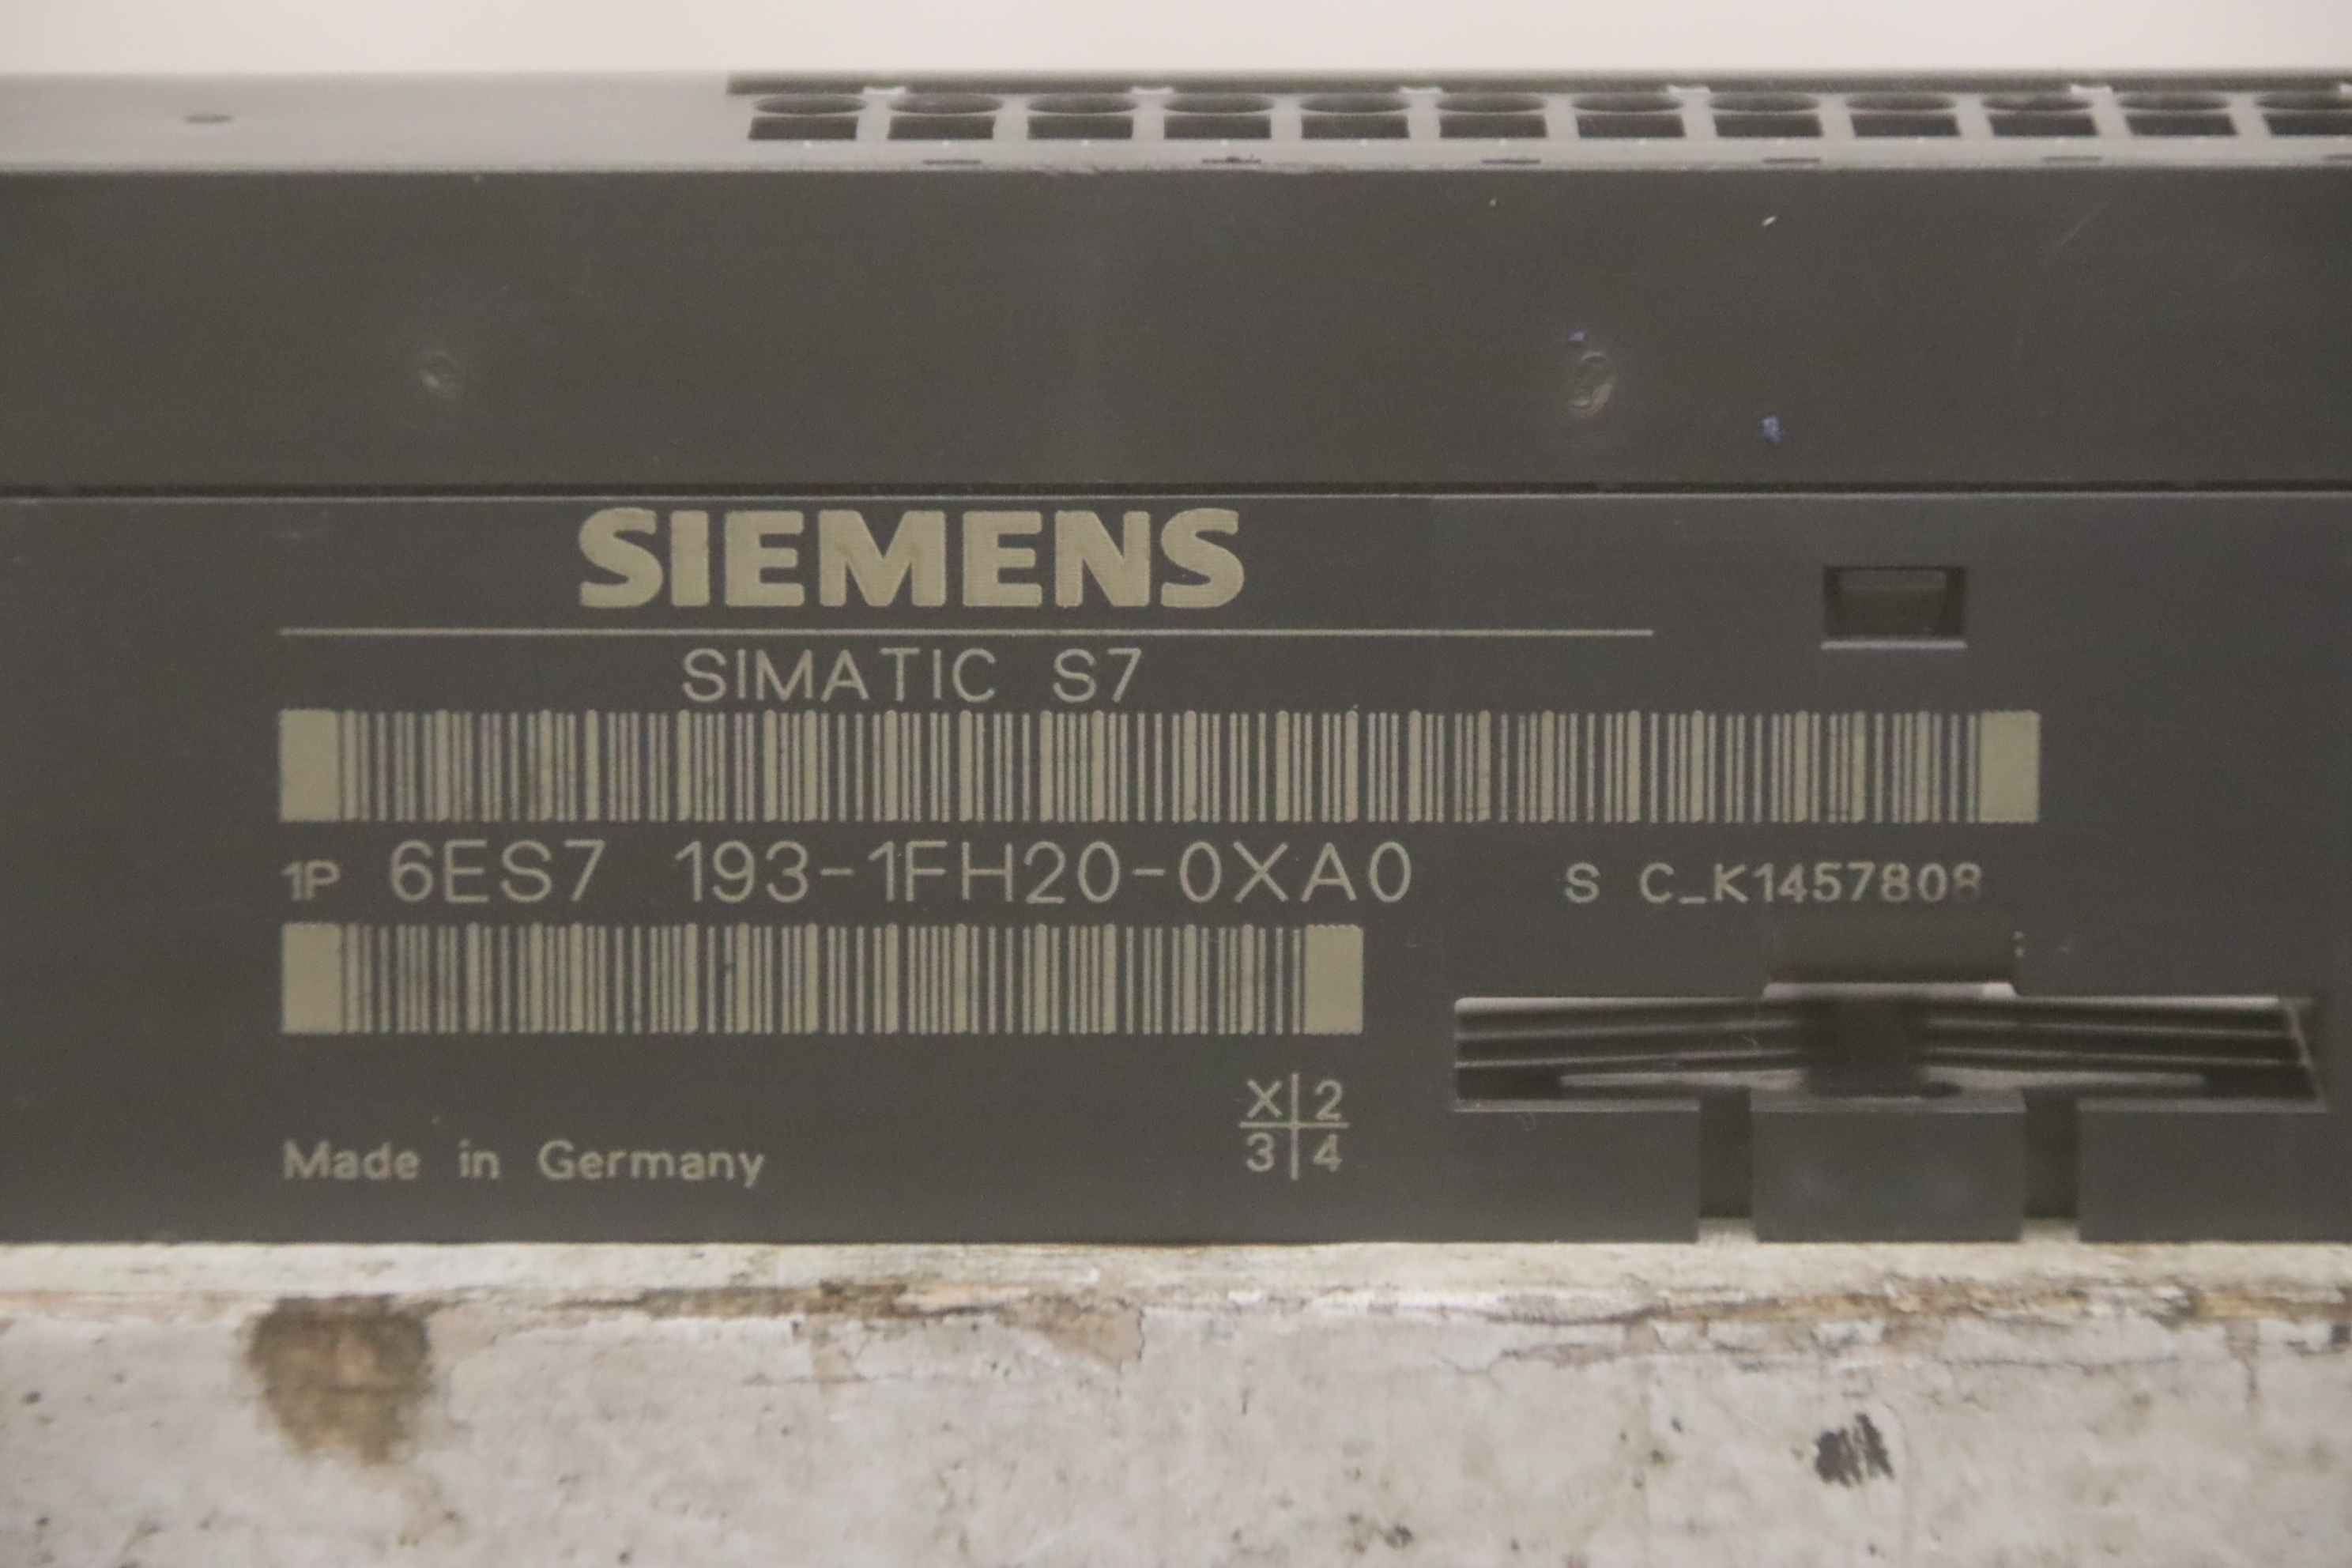 SIEMENS
SIMATIC S7
1P 6ES7 193-1FH20-0XA0 S C_K1457808
X 2
3 4
Made in Germany